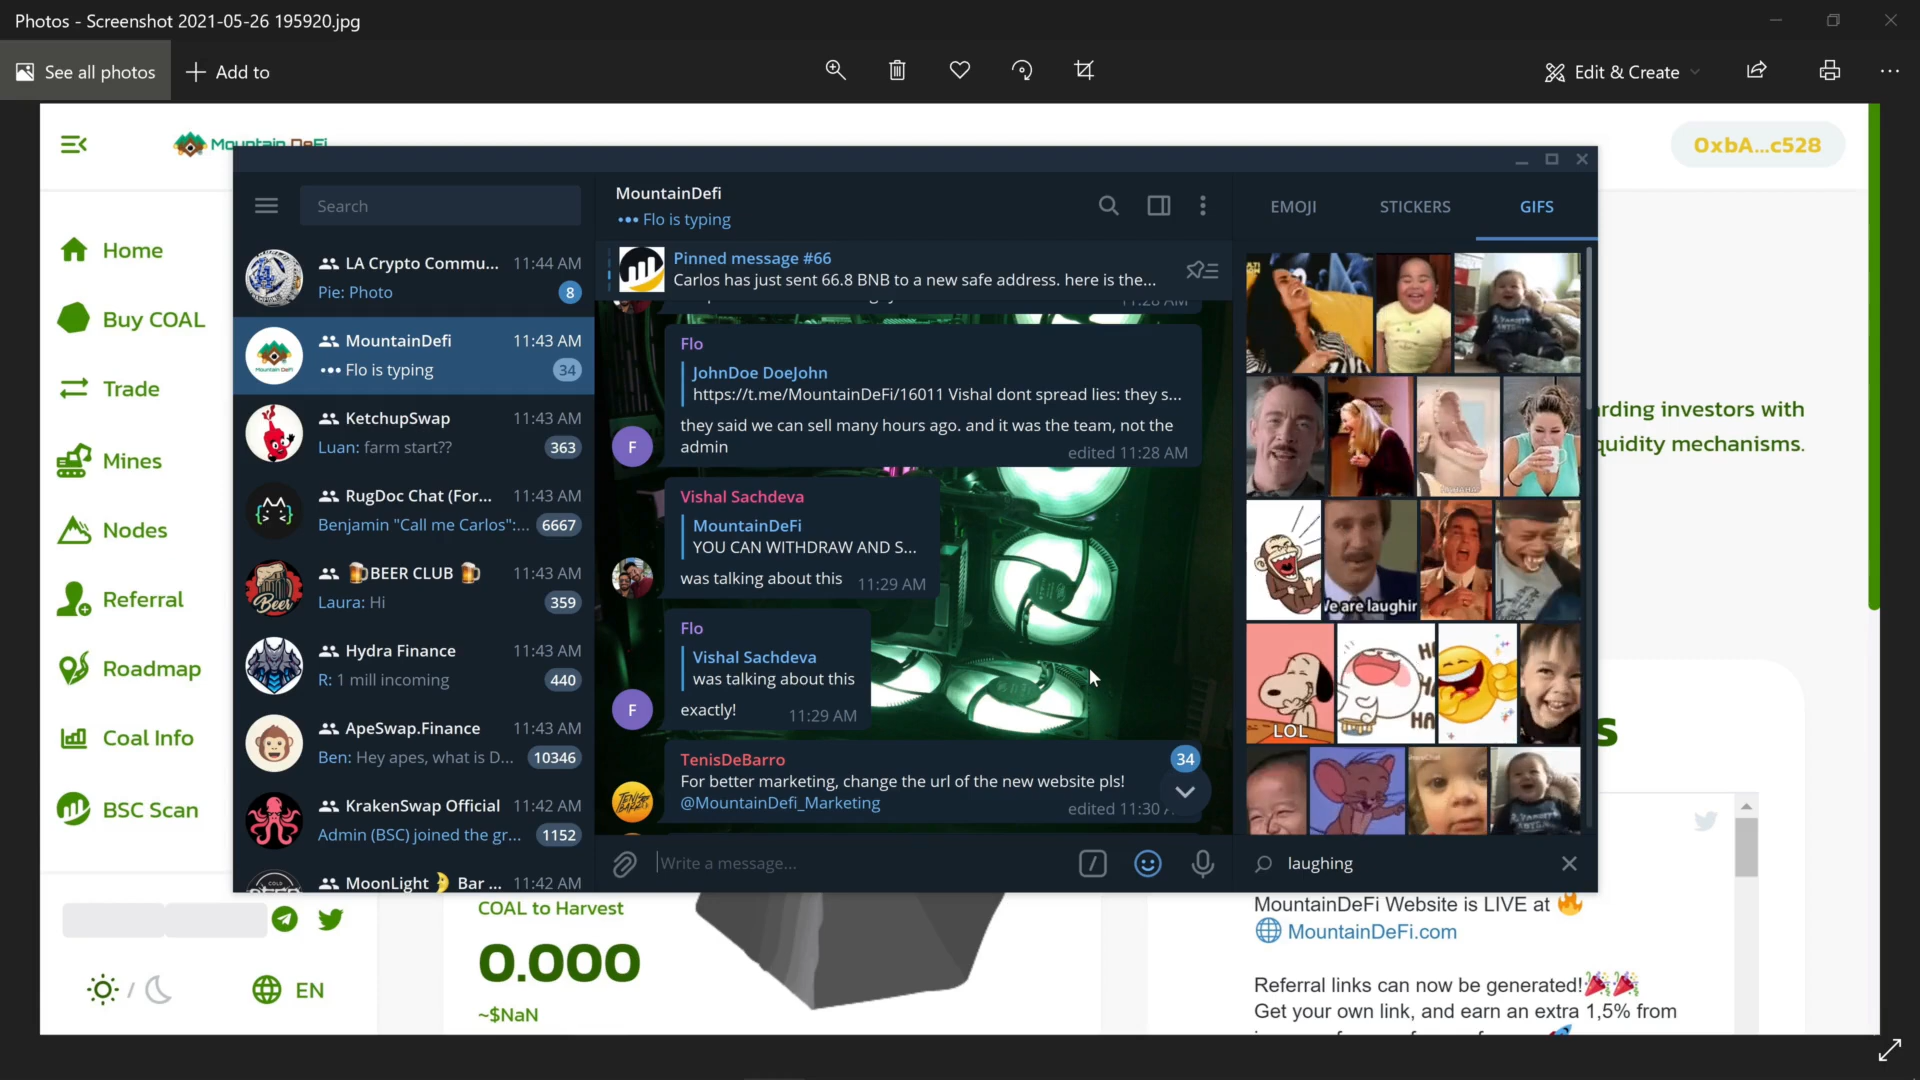 Photos - Screenshot 2021-05-26 195920.jpg
See all photos
Add to
Edit & Create
Mountain DeFi
0xbA...c528
Home
Buy COAL
Trade
Mines
Nodes
Referral
Roadmap
Coal Info
BSC Scan
EN
Search
LA Crypto Commu... 11:44 AM
Pie: Photo 8
MountainDefi 11:43 AM
Flo is typing 34
KetchupSwap 11:43 AM
Luan: farm start?? 363
RugDoc Chat (For... 11:43 AM
Benjamin "Call me Carlos":... 6667
🍺BEER CLUB 🍺 11:43 AM
Laura: Hi 359
Hydra Finance 11:43 AM
R: 1 mill incoming 440
ApeSwap.Finance 11:43 AM
Ben: Hey apes, what is D... 10346
KrakenSwap Official 11:42 AM
Admin (BSC) joined the gr... 1152
MoonLight 🌛 Bar ... 11:42 AM
MountainDefi
Flo is typing
Pinned message #66
Carlos has just sent 66.8 BNB to a new safe address. here is the...
11:28 AM
Flo
JohnDoe DoeJohn
https://t.me/MountainDeFi/16011 Vishal dont spread lies: they s...
they said we can sell many hours ago. and it was the team, not the
admin
edited 11:28 AM
F
Vishal Sachdeva
MountainDeFi
YOU CAN WITHDRAW AND S...
was talking about this 11:29 AM
Flo
Vishal Sachdeva
was talking about this
exactly! 11:29 AM
F
TenisDeBarro
For better marketing, change the url of the new website pls!
@MountainDefi_Marketing
edited 11:30
34
Write a message...
EMOJI STICKERS GIFS
We are laughin
LOL
laughing
rding investors with
quidity mechanisms.
s
COAL to Harvest
0.000
~$NaN
MountainDeFi Website is LIVE at 🔥
MountainDeFi.com
Referral links can now be generated!🎉🎉
Get your own link, and earn an extra 1,5% from